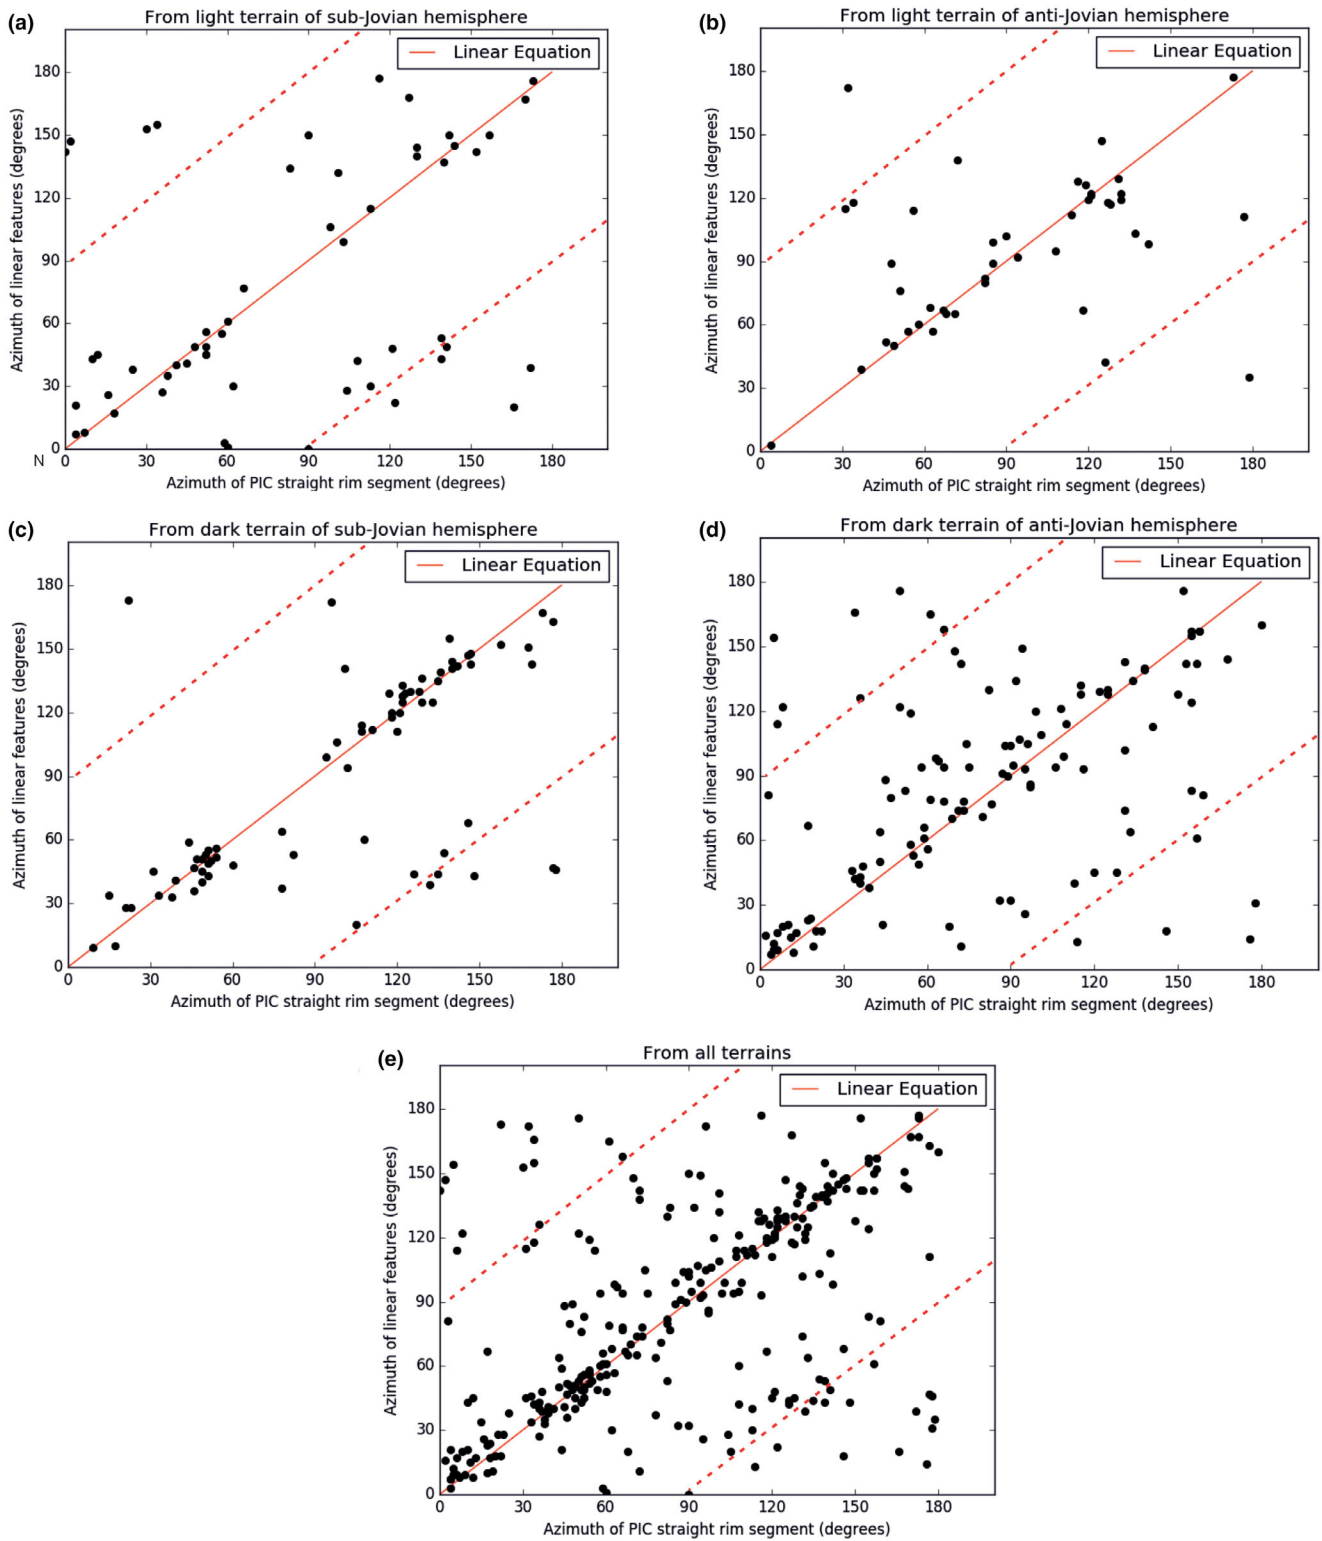 (a)
From light terrain of sub-Jovian hemisphere
Linear Equation
Azimuth of linear features (degrees)
180
150
120
90
60
30
0
N
0 30 60 90 120 150 180
Azimuth of PIC straight rim segment (degrees)
(b)
From light terrain of anti-Jovian hemisphere
Linear Equation
Azimuth of linear features (degrees)
180
150
120
90
60
30
0
0 30 60 90 120 150 180
Azimuth of PIC straight rim segment (degrees)
(c)
From dark terrain of sub-Jovian hemisphere
Linear Equation
Azimuth of linear features (degrees)
180
150
120
90
60
30
0
0 30 60 90 120 150 180
Azimuth of PIC straight rim segment (degrees)
(d)
From dark terrain of anti-Jovian hemisphere
Linear Equation
Azimuth of linear features (degrees)
180
150
120
90
60
30
0
0 30 60 90 120 150 180
Azimuth of PIC straight rim segment (degrees)
(e)
From all terrains
Linear Equation
Azimuth of linear features (degrees)
180
150
120
90
60
30
0
0 30 60 90 120 150 180
Azimuth of PIC straight rim segment (degrees)